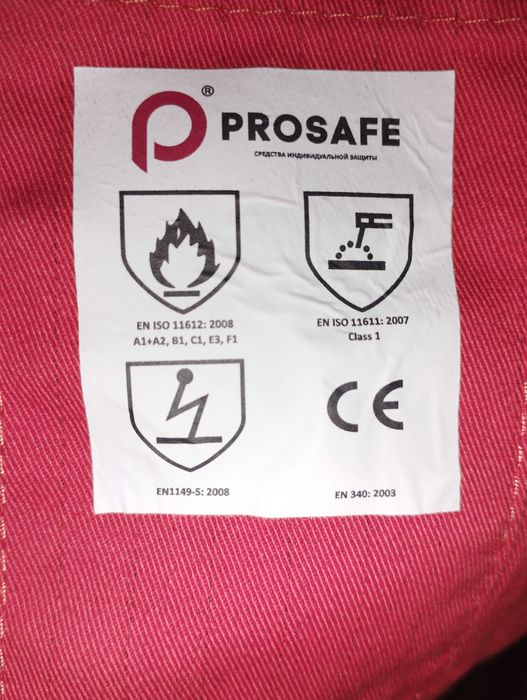 ® PROSAFE
СРЕДСТВА ИНДИВИДУАЛЬНОЙ ЗАЩИТЫ
EN ISO 11612: 2008
A1+A2, B1, C1, E3, F1
EN ISO 11611: 2007
Class 1
CE
EN1149-5: 2008
EN 340: 2003